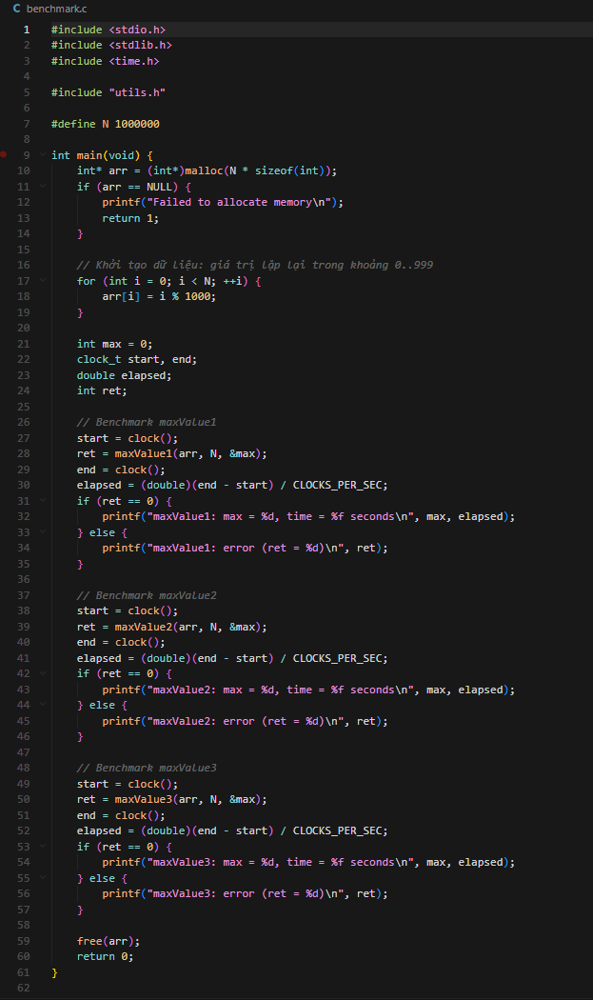 C benchmark.c
1 #include <stdio.h>
2 #include <stdlib.h>
3 #include <time.h>
4
5 #include "utils.h"
6
7 #define N 1000000
8
9 int main(void) {
10     int* arr = (int*)malloc(N * sizeof(int));
11     if (arr == NULL) {
12         printf("Failed to allocate memory\n");
13         return 1;
14     }
15
16     // Khởi tạo dữ liệu: giá trị lặp lại trong khoảng 0..999
17     for (int i = 0; i < N; ++i) {
18         arr[i] = i % 1000;
19     }
20
21     int max = 0;
22     clock_t start, end;
23     double elapsed;
24     int ret;
25
26     // Benchmark maxValue1
27     start = clock();
28     ret = maxValue1(arr, N, &max);
29     end = clock();
30     elapsed = (double)(end - start) / CLOCKS_PER_SEC;
31     if (ret == 0) {
32         printf("maxValue1: max = %d, time = %f seconds\n", max, elapsed);
33     } else {
34         printf("maxValue1: error (ret = %d)\n", ret);
35     }
36
37     // Benchmark maxValue2
38     start = clock();
39     ret = maxValue2(arr, N, &max);
40     end = clock();
41     elapsed = (double)(end - start) / CLOCKS_PER_SEC;
42     if (ret == 0) {
43         printf("maxValue2: max = %d, time = %f seconds\n", max, elapsed);
44     } else {
45         printf("maxValue2: error (ret = %d)\n", ret);
46     }
47
48     // Benchmark maxValue3
49     start = clock();
50     ret = maxValue3(arr, N, &max);
51     end = clock();
52     elapsed = (double)(end - start) / CLOCKS_PER_SEC;
53     if (ret == 0) {
54         printf("maxValue3: max = %d, time = %f seconds\n", max, elapsed);
55     } else {
56         printf("maxValue3: error (ret = %d)\n", ret);
57     }
58
59     free(arr);
60     return 0;
61 }
62